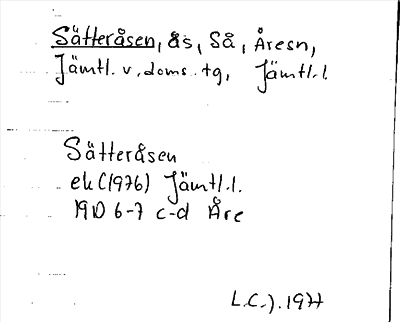 Sätteråsen, ås, Så, Åresn,
Jämtl. v. doms. tg, Jämtl. l.
Sätteråsen
ek (1976) Jämtl. l.
19D 6-7 c-d Åre
L.C.J. 1977